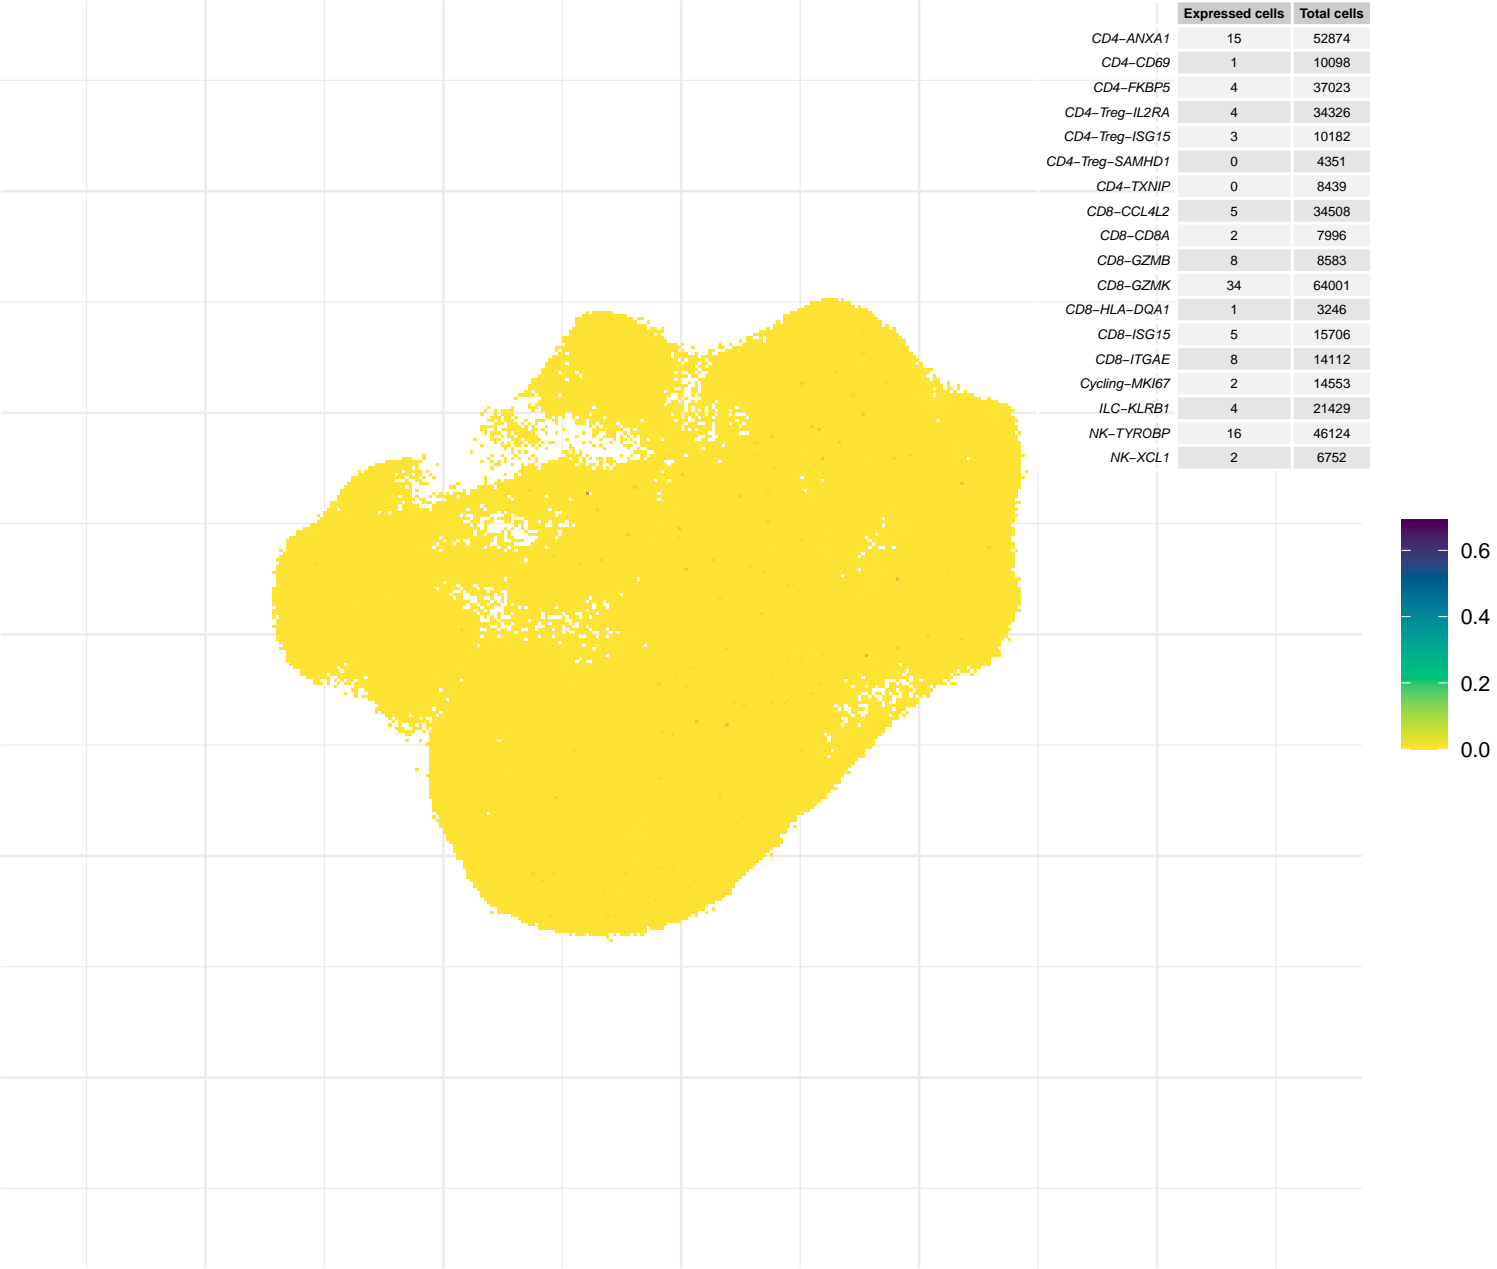 Expressed cells Total cells
CD4−ANXA1 15 52874
CD4−CD69 1 10098
CD4−FKBP5 4 37023
CD4−Treg−IL2RA 4 34326
CD4−Treg−ISG15 3 10182
CD4−Treg−SAMHD1 0 4351
CD4−TXNIP 0 8439
CD8−CCL4L2 5 34508
CD8−CD8A 2 7996
CD8−GZMB 8 8583
CD8−GZMK 34 64001
CD8−HLA−DQA1 1 3246
CD8−ISG15 5 15706
CD8−ITGAE 8 14112
Cycling−MKI67 2 14553
ILC−KLRB1 4 21429
NK−TYROBP 16 46124
NK−XCL1 2 6752
0.6
0.4
0.2
0.0